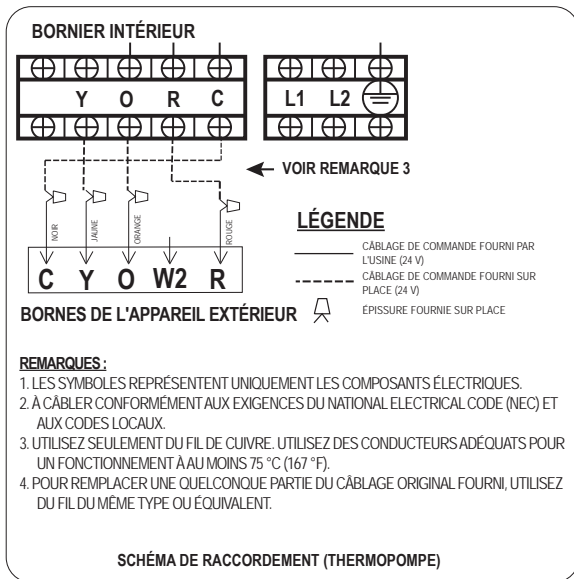 BORNIER INTÉRIEUR
Y O R C
L1 L2
VOIR REMARQUE 3
NOIR
JAUNE
ORANGE
ROUGE
C Y O W2 R
BORNES DE L'APPAREIL EXTÉRIEUR
LÉGENDE
CÂBLAGE DE COMMANDE FOURNI PAR
L'USINE (24 V)
CÂBLAGE DE COMMANDE FOURNI SUR
PLACE (24 V)
ÉPISSURE FOURNIE SUR PLACE
REMARQUES :
1. LES SYMBOLES REPRÉSENTENT UNIQUEMENT LES COMPOSANTS ÉLECTRIQUES.
2. À CÂBLER CONFORMÉMENT AUX EXIGENCES DU NATIONAL ELECTRICAL CODE (NEC) ET
AUX CODES LOCAUX.
3. UTILISEZ SEULEMENT DU FIL DE CUIVRE. UTILISEZ DES CONDUCTEURS ADÉQUATS POUR
UN FONCTIONNEMENT À AU MOINS 75 °C (167 °F).
4. POUR REMPLACER UNE QUELCONQUE PARTIE DU CÂBLAGE ORIGINAL FOURNI, UTILISEZ
DU FIL DU MÊME TYPE OU ÉQUIVALENT.
SCHÉMA DE RACCORDEMENT (THERMOPOMPE)